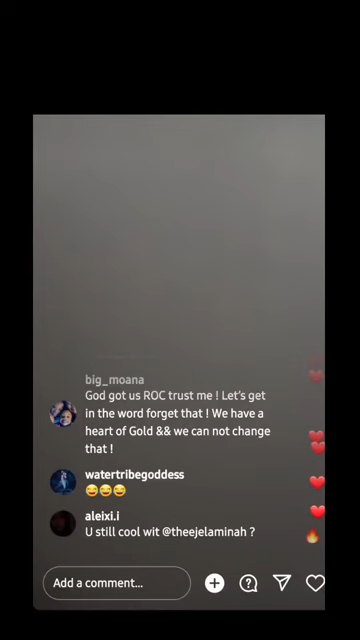 big_moana
God got us ROC trust me ! Let's get
in the word forget that ! We have a
heart of Gold && we can not change
that !
watertribegoddess
😂😂😂
aleixi.i
U still cool wit @theejelaminah ?
Add a comment...